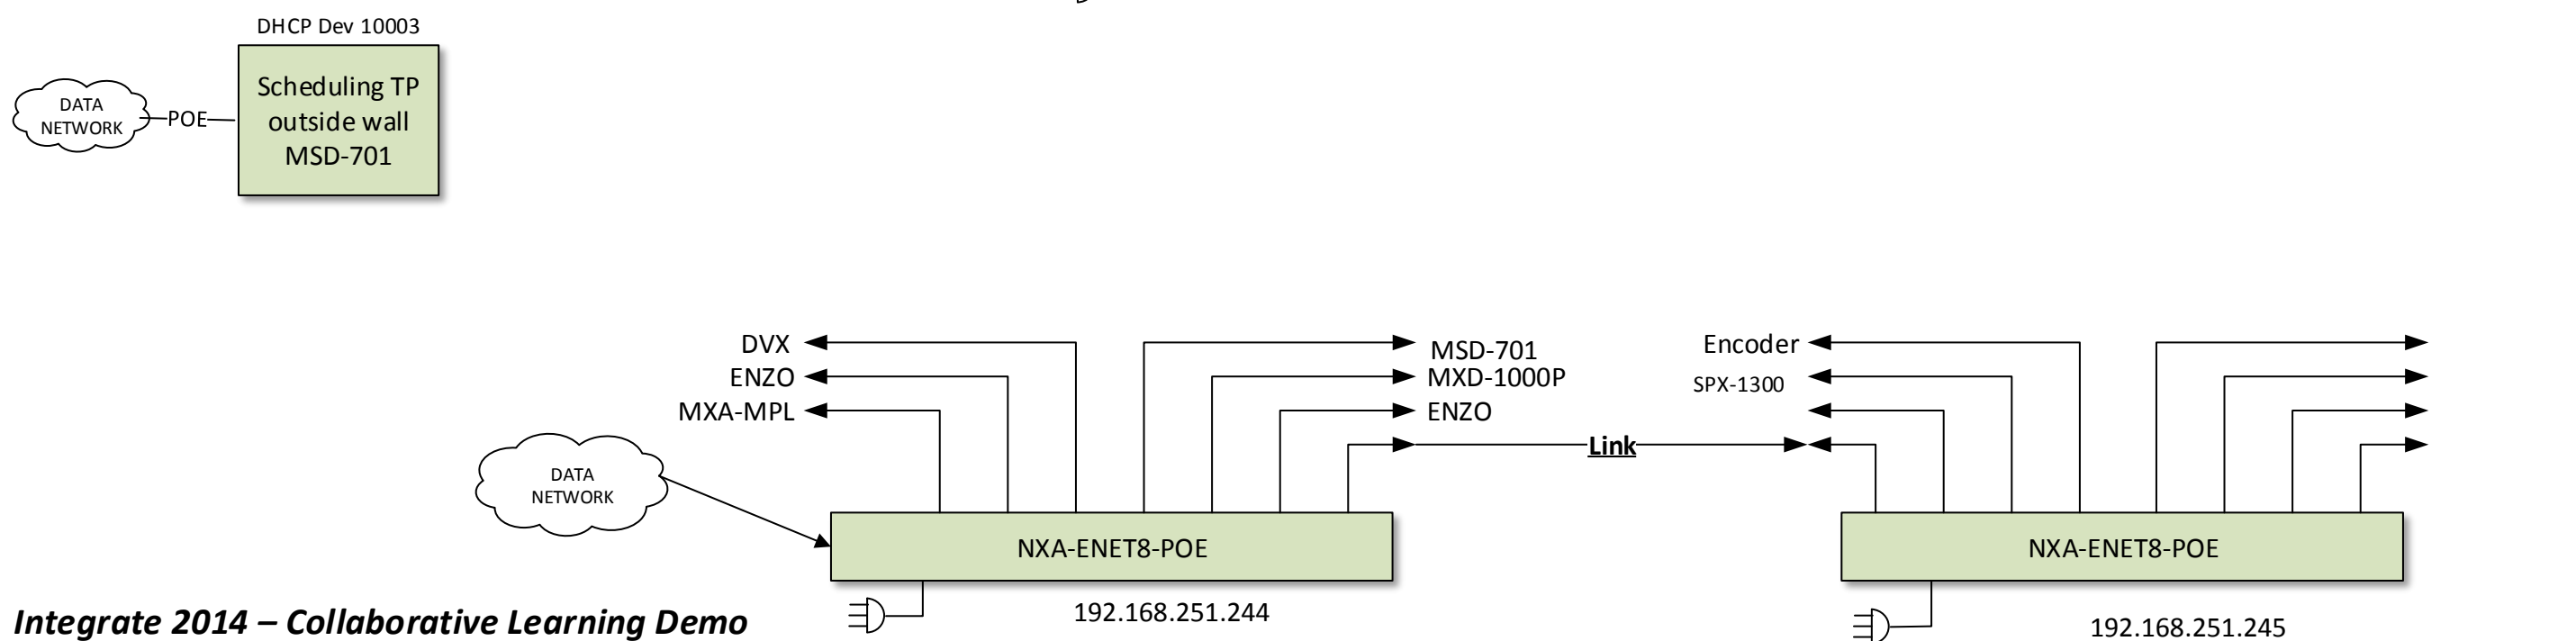 DHCP Dev 10003
Scheduling TP
outside wall
MSD-701
DATA
NETWORK
POE
DVX
ENZO
MXA-MPL
MSD-701
MXD-1000P
ENZO
Link
Encoder
SPX-1300
DATA
NETWORK
NXA-ENET8-POE
NXA-ENET8-POE
192.168.251.244
192.168.251.245
Integrate 2014 – Collaborative Learning Demo